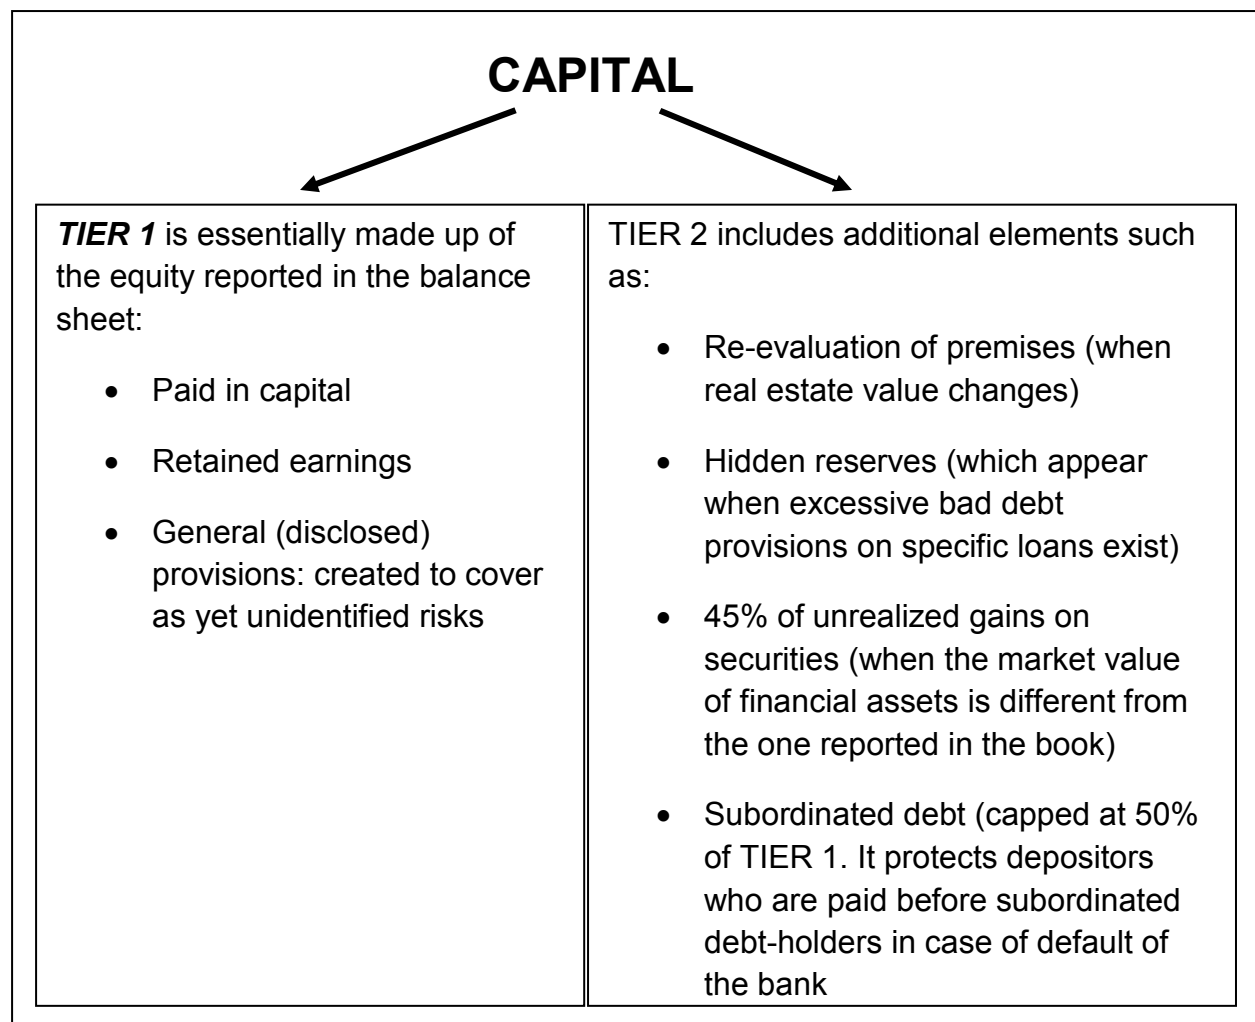 CAPITAL
TIER 1 is essentially made up of
the equity reported in the balance
sheet:
• Paid in capital
• Retained earnings
• General (disclosed)
provisions: created to cover
as yet unidentified risks
TIER 2 includes additional elements such
as:
• Re-evaluation of premises (when
real estate value changes)
• Hidden reserves (which appear
when excessive bad debt
provisions on specific loans exist)
• 45% of unrealized gains on
securities (when the market value
of financial assets is different from
the one reported in the book)
• Subordinated debt (capped at 50%
of TIER 1. It protects depositors
who are paid before subordinated
debt-holders in case of default of
the bank